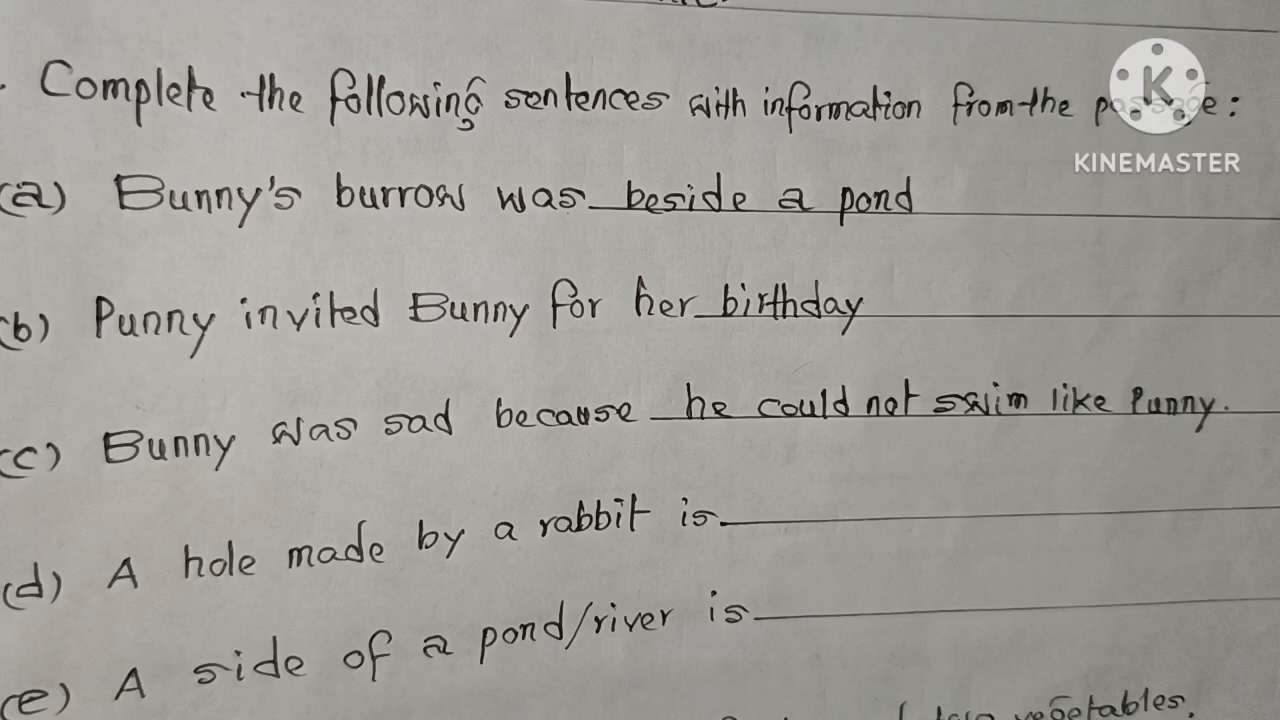 Complete the following sentences with information from the passage:
KINEMASTER
(a) Bunny's burrow was beside a pond
(b) Punny invited Bunny for her birthday
(c) Bunny was sad because he could not swim like Punny.
(d) A hole made by a rabbit is
(e) A side of a pond/river is
vegetables.